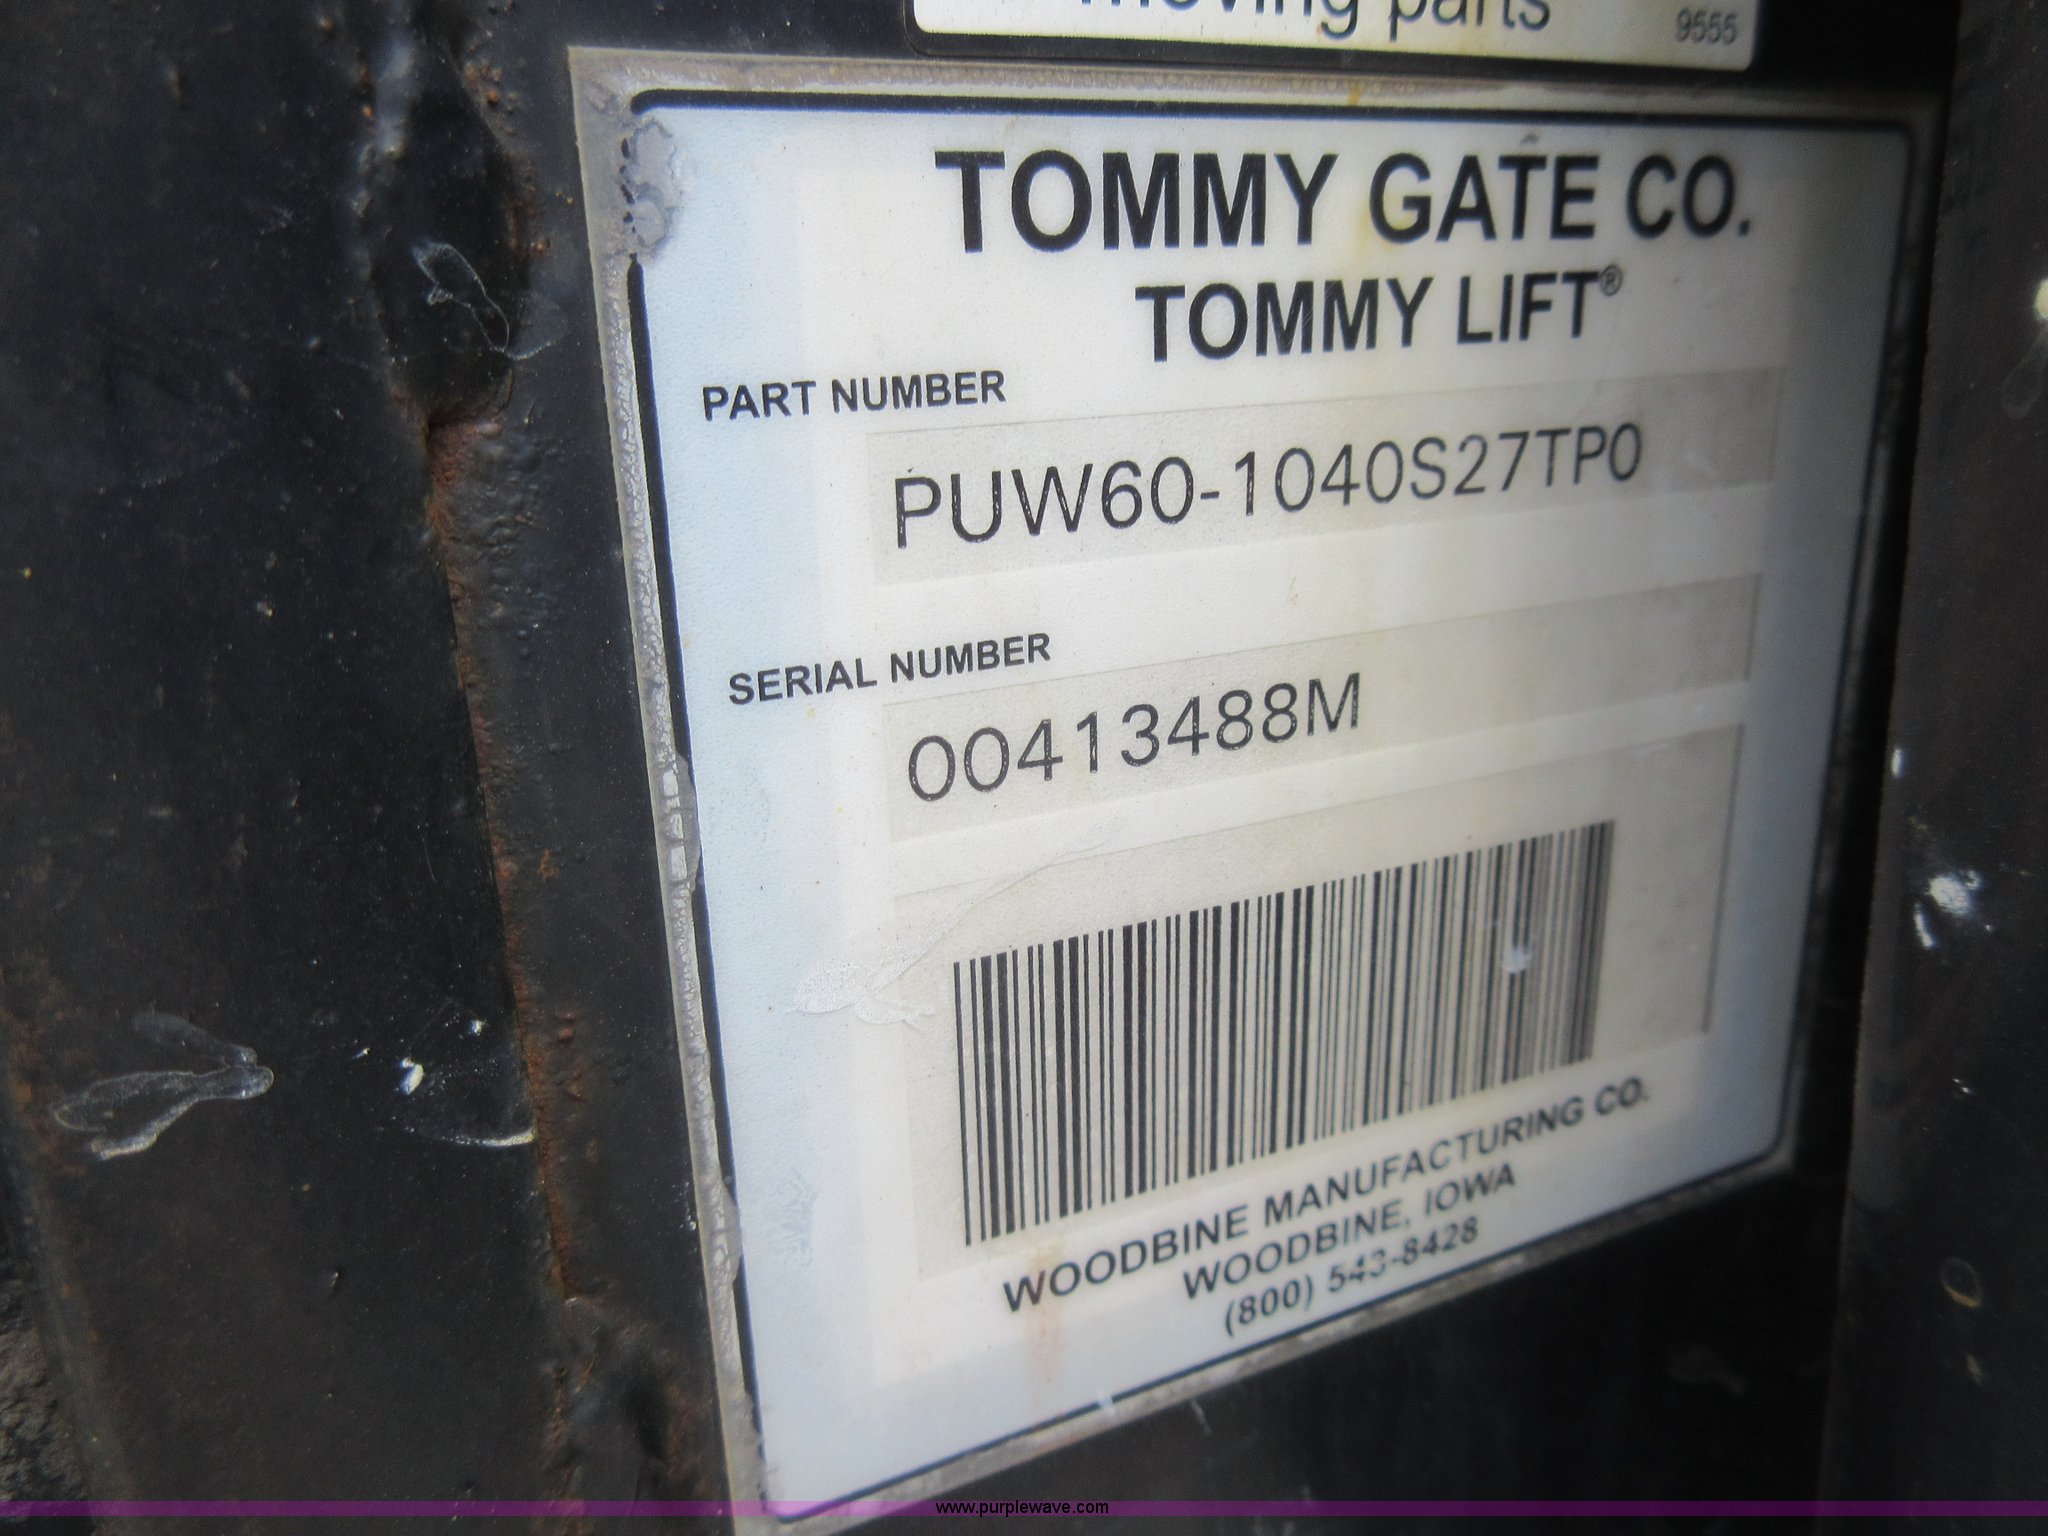 moving parts
9555
TOMMY GATE CO.
TOMMY LIFT®
PART NUMBER
PUW60-1040S27TP0
SERIAL NUMBER
00413488M
WOODBINE MANUFACTURING CO.
WOODBINE, IOWA
(800) 543-8428
www.purplewave.com